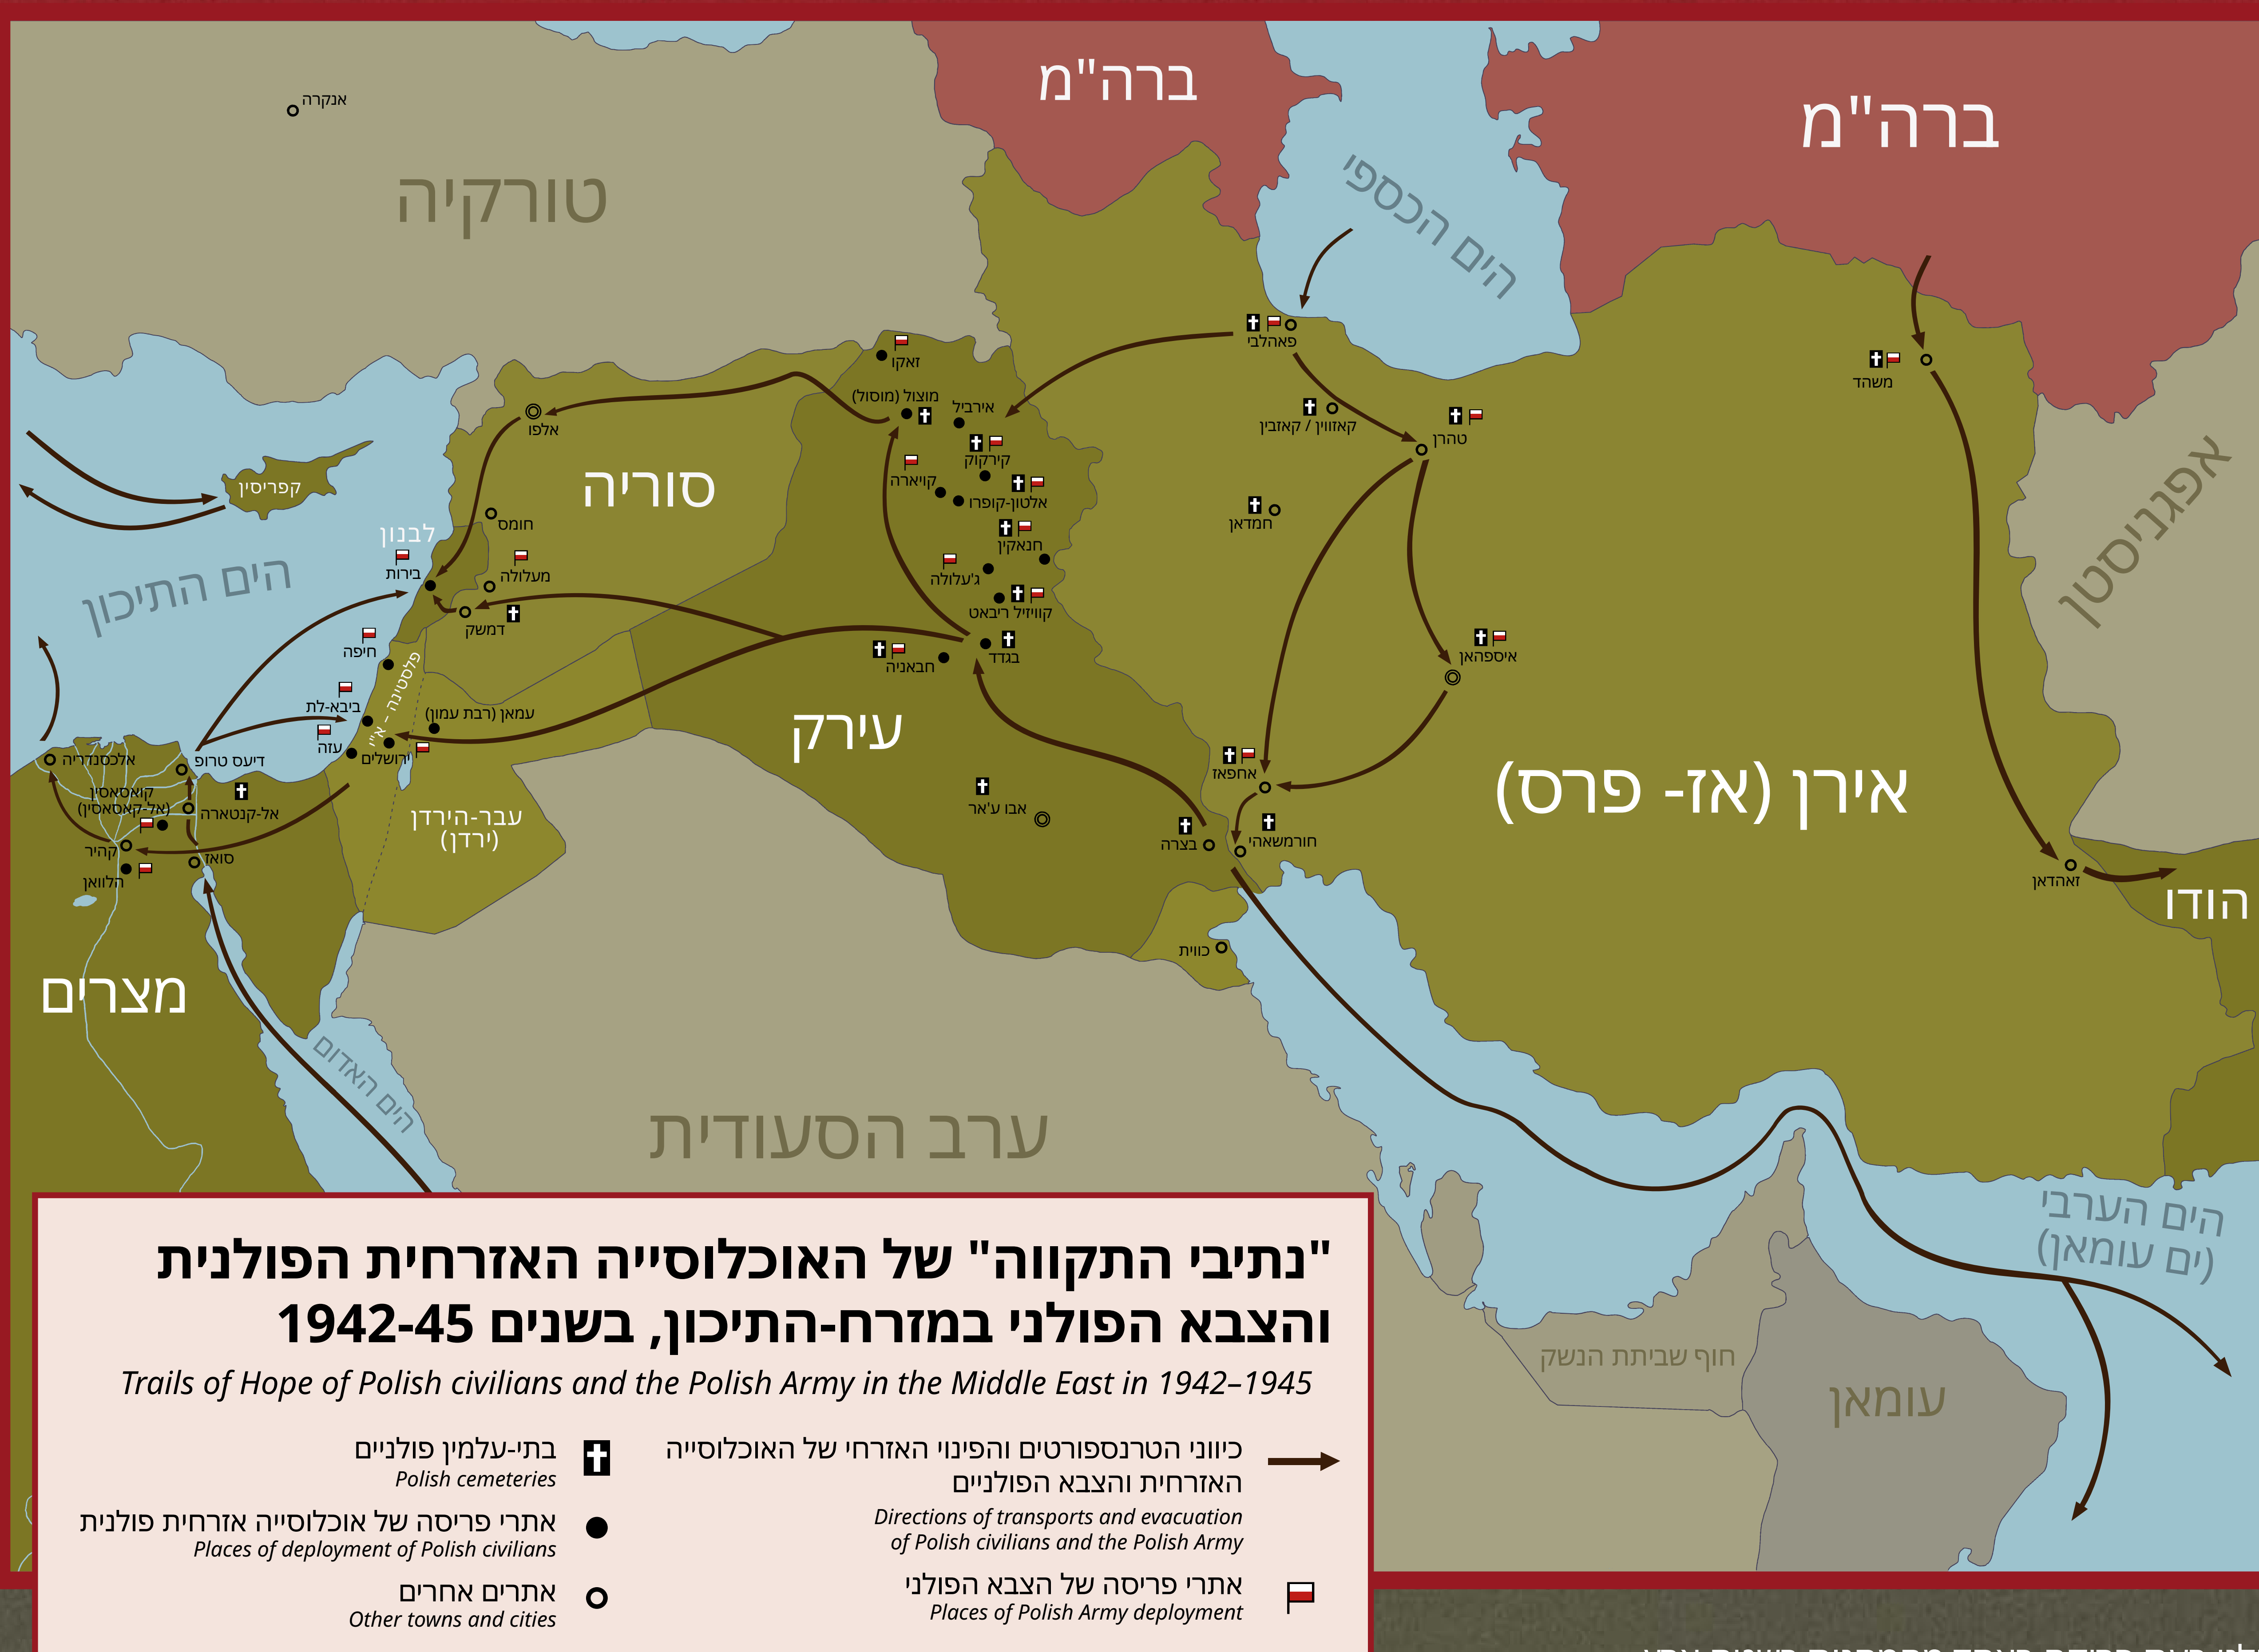 ברה"מ
ברה"מ
אנקרה
טורקיה
הים הכספי
פאהלבי
זאקו
משהד
מוצול (מוסול)
אירביל
אלפו
קאזווין / קאזבין
טהרן
אפגניסטן
קירקוק
קויארה
סוריה
קפריסין
אלטון-קופרו
חומס
חמדאן
לבנון
חנאקין
בירות
מעלולה
ג'עלולה
הים התיכון
קוויזיל ריבאט
דמשק
חיפה
בגדד
איספהאן
חבאניה
פלסטינה - א"י
ביבא-לת
עמאן (רבת עמון)
עזה
ירושלים
עירק
אלכסנדריה
דיעס טרופ
אחפאז
אירן (אז- פרס)
קואסאסין
(אל-קאסאסין)
אל-קנטארה
אבו ע'אר
עבר-הירדן
(ירדן)
קהיר
סואז
בצרה
חורמשאהי
הלוואן
זאהדאן
הודו
כווית
מצרים
הים האדום
ערב הסעודית
הים הערבי
(ים עומאן)
חוף שביתת הנשק
עומאן
"נתיבי התקווה" של האוכלוסייה האזרחית הפולנית
והצבא הפולני במזרח-התיכון, בשנים 1942-45
Trails of Hope of Polish civilians and the Polish Army in the Middle East in 1942–1945
כיווני הטרנספורטים והפינוי האזרחי של האוכלוסייה
האזרחית והצבא הפולניים
Directions of transports and evacuation
of Polish civilians and the Polish Army
אתרי פריסה של הצבא הפולני
Places of Polish Army deployment
בתי-עלמין פולניים
Polish cemeteries
אתרי פריסה של אוכלוסייה אזרחית פולנית
Places of deployment of Polish civilians
אתרים אחרים
Other towns and cities